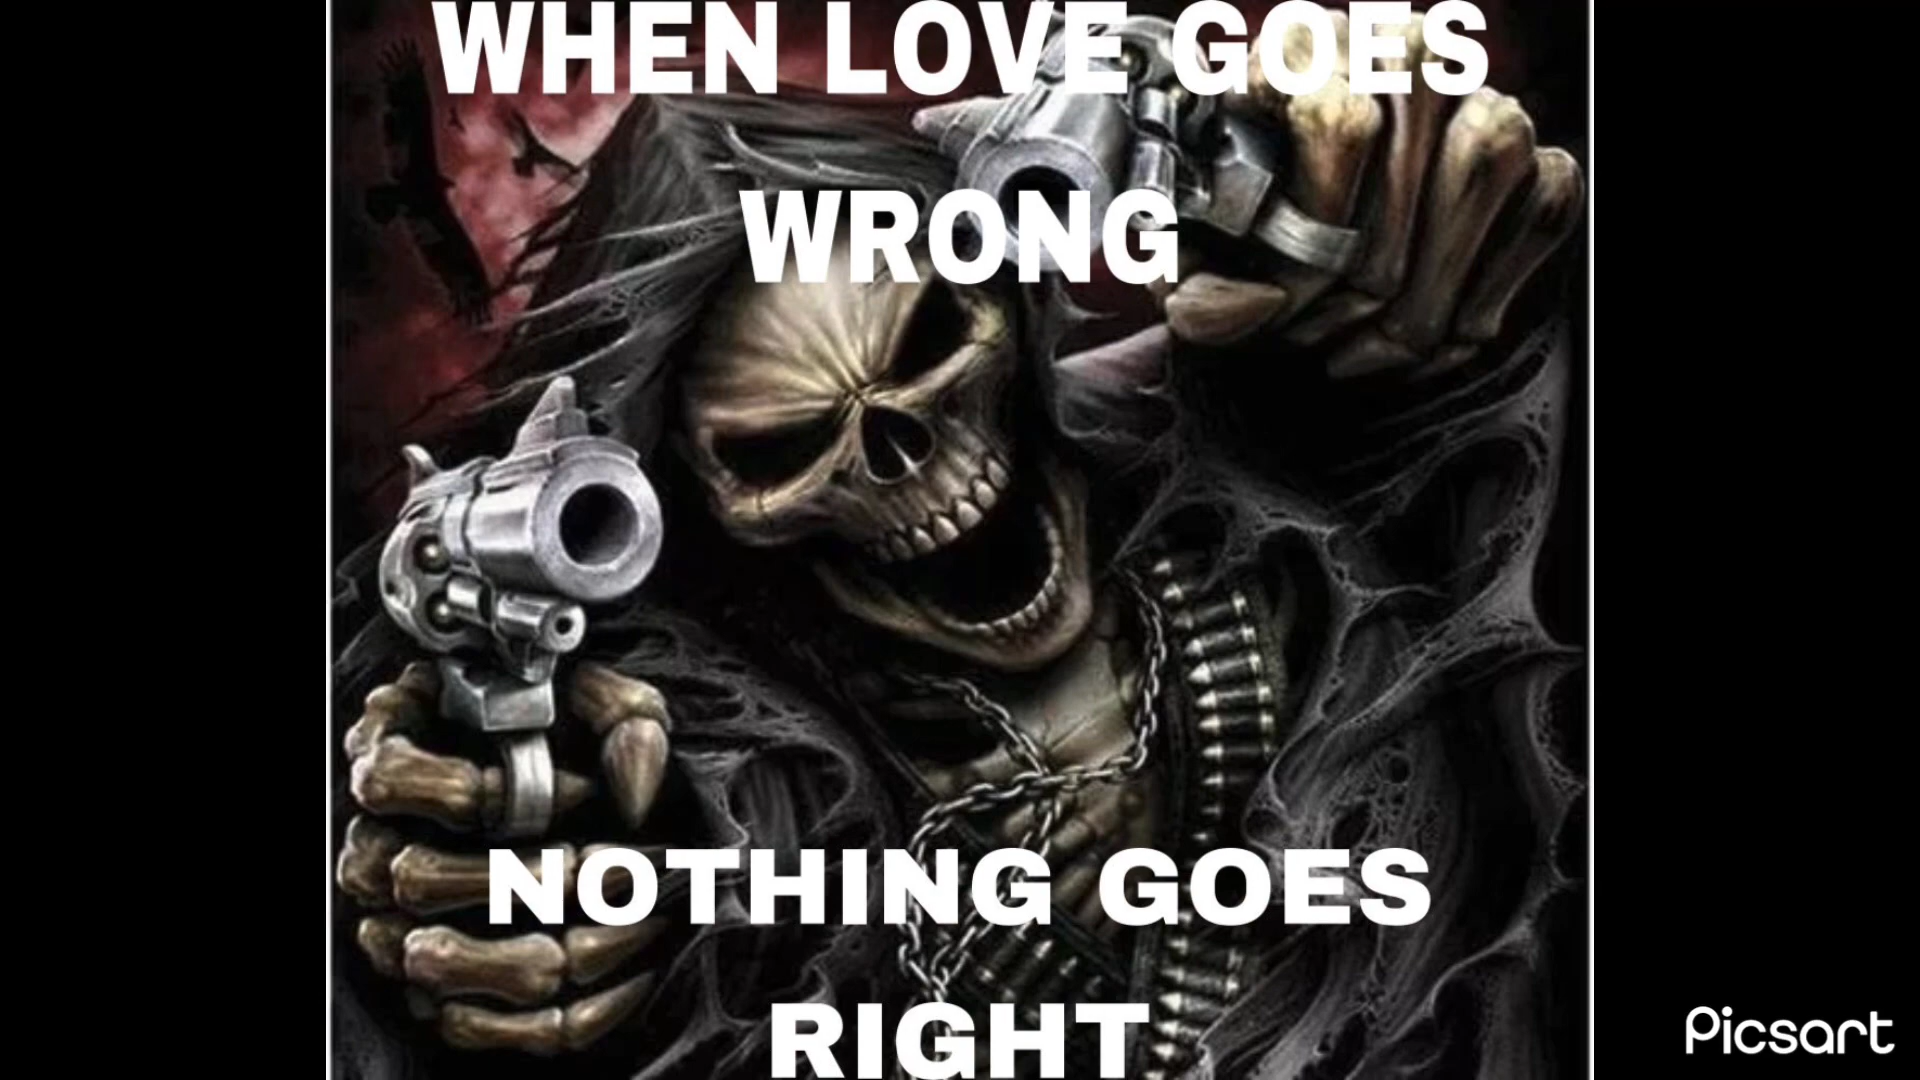 WHEN LOVE GOES
WRONG
NOTHING GOES
RIGHT
Picsart